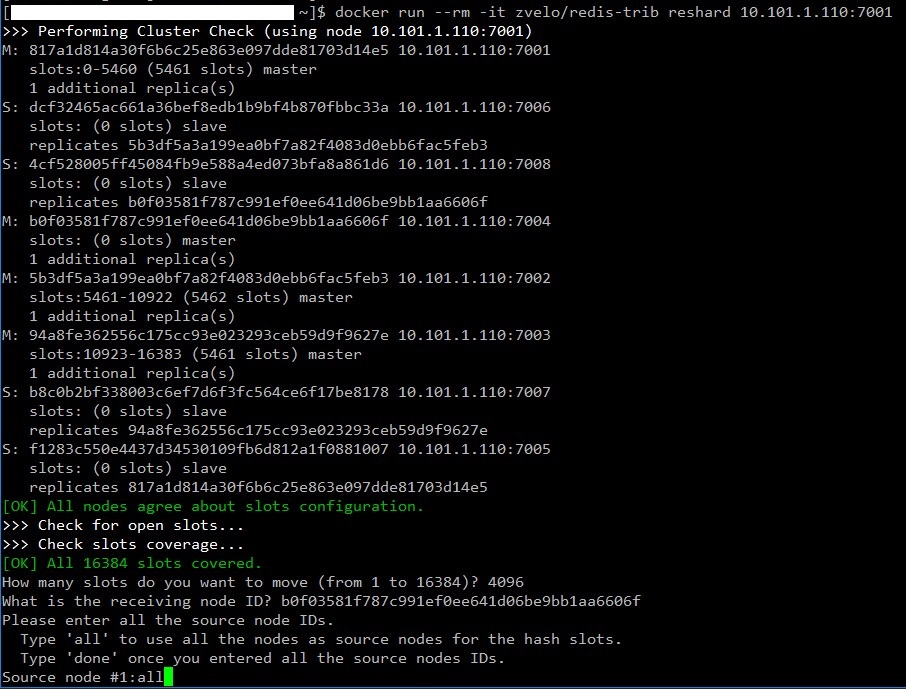 [ ~]$ docker run --rm -it zvelo/redis-trib reshard 10.101.1.110:7001
>>> Performing Cluster Check (using node 10.101.1.110:7001)
M: 817a1d814a30f6b6c25e863e097dde81703d14e5 10.101.1.110:7001
slots:0-5460 (5461 slots) master
1 additional replica(s)
S: dcf32465ac661a36bef8edb1b9bf4b870fbbc33a 10.101.1.110:7006
slots: (0 slots) slave
replicates 5b3df5a3a199ea0bf7a82f4083d0ebb6fac5feb3
S: 4cf528005ff45084fb9e588a4ed073bfa8a861d6 10.101.1.110:7008
slots: (0 slots) slave
replicates b0f03581f787c991ef0ee641d06be9bb1aa6606f
M: b0f03581f787c991ef0ee641d06be9bb1aa6606f 10.101.1.110:7004
slots: (0 slots) master
1 additional replica(s)
M: 5b3df5a3a199ea0bf7a82f4083d0ebb6fac5feb3 10.101.1.110:7002
slots:5461-10922 (5462 slots) master
1 additional replica(s)
M: 94a8fe362556c175cc93e023293ceb59d9f9627e 10.101.1.110:7003
slots:10923-16383 (5461 slots) master
1 additional replica(s)
S: b8c0b2bf338003c6ef7d6f3fc564ce6f17be8178 10.101.1.110:7007
slots: (0 slots) slave
replicates 94a8fe362556c175cc93e023293ceb59d9f9627e
S: f1283c550e4437d34530109fb6d812a1f0881007 10.101.1.110:7005
slots: (0 slots) slave
replicates 817a1d814a30f6b6c25e863e097dde81703d14e5
[OK] All nodes agree about slots configuration.
>>> Check for open slots...
>>> Check slots coverage...
[OK] All 16384 slots covered.
How many slots do you want to move (from 1 to 16384)? 4096
What is the receiving node ID? b0f03581f787c991ef0ee641d06be9bb1aa6606f
Please enter all the source node IDs.
Type 'all' to use all the nodes as source nodes for the hash slots.
Type 'done' once you entered all the source nodes IDs.
Source node #1:all